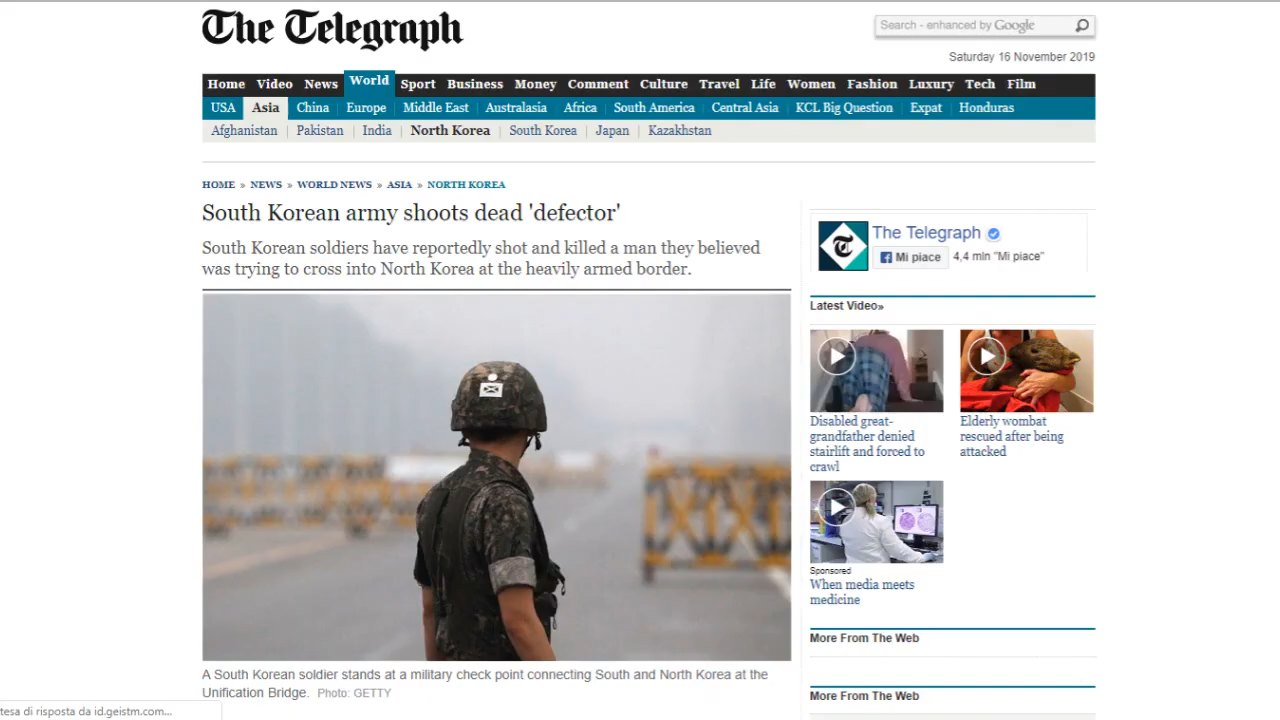 The Telegraph
Search - enhanced by Google
Saturday 16 November 2019
Home Video News World Sport Business Money Comment Culture Travel Life Women Fashion Luxury Tech Film
USA Asia China Europe Middle East Australasia Africa South America Central Asia KCL Big Question Expat Honduras
Afghanistan Pakistan India North Korea South Korea Japan Kazakhstan
HOME » NEWS » WORLD NEWS » ASIA » NORTH KOREA
South Korean army shoots dead 'defector'
South Korean soldiers have reportedly shot and killed a man they believed
was trying to cross into North Korea at the heavily armed border.
A South Korean soldier stands at a military check point connecting South and North Korea at the
Unification Bridge. Photo: GETTY
The Telegraph
Mi piace 4,4 mln "Mi piace"
Latest Video»
Disabled great-
grandfather denied
stairlift and forced to
crawl
Elderly wombat
rescued after being
attacked
Sponsored
When media meets
medicine
More From The Web
More From The Web
tesa di risposta da id.geistm.com...